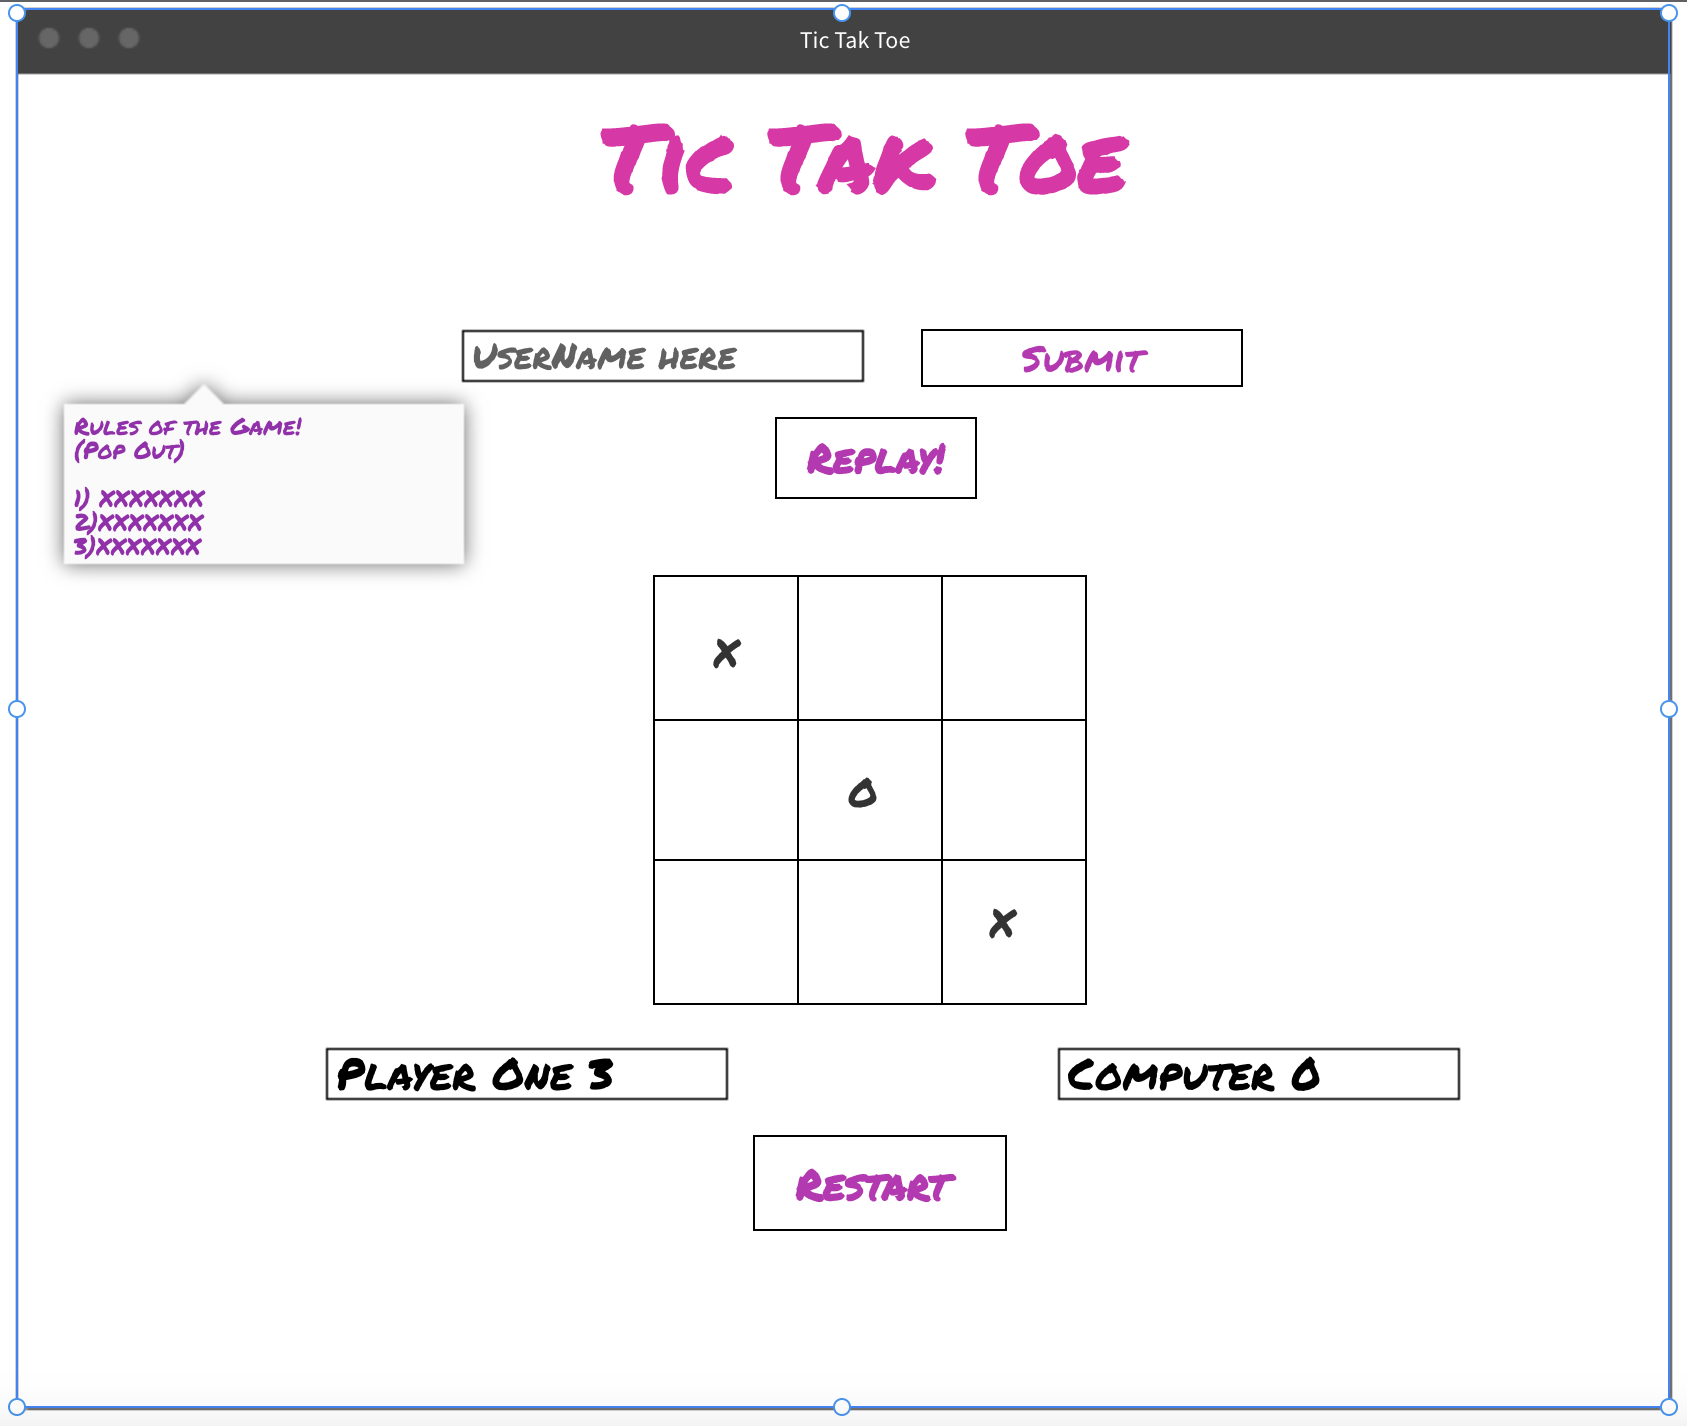 Tic Tak Toe
Tic Tak Toe
UserName here
Submit
Rules of the Game!
(Pop Out)
1) xxxxxxx
2)xxxxxxx
3)xxxxxxx
Replay!
x
o
x
Player One 3
Computer 0
Restart